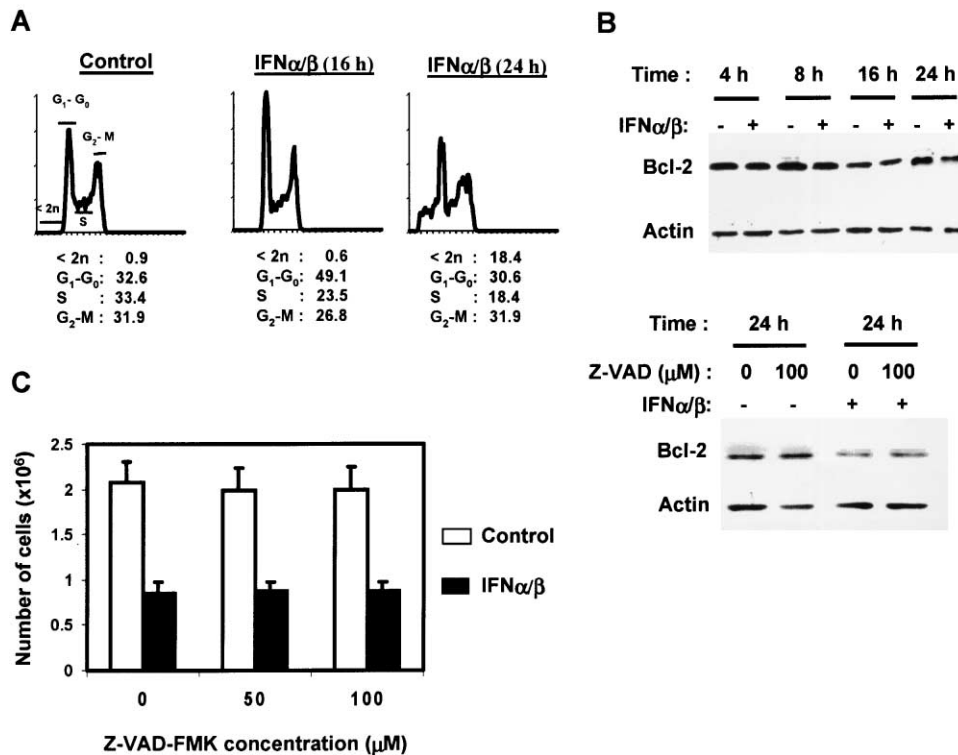 A
Control
IFNα/β (16 h)
IFNα/β (24 h)
G₁- G₀
G₂- M
< 2n
S
< 2n : 0.9
G₁-G₀: 32.6
S : 33.4
G₂-M : 31.9
< 2n : 0.6
G₁-G₀: 49.1
S : 23.5
G₂-M : 26.8
< 2n : 18.4
G₁-G₀: 30.6
S : 18.4
G₂-M : 31.9
B
Time : 4 h 8 h 16 h 24 h
IFNα/β: - + - + - + - +
Bcl-2
Actin
Time : 24 h 24 h
Z-VAD (μM) : 0 100 0 100
IFNα/β: - - + +
Bcl-2
Actin
C
Number of cells (x10⁶)
2.5
2
1.5
1
0.5
0
0 50 100
Z-VAD-FMK concentration (μM)
Control
IFNα/β